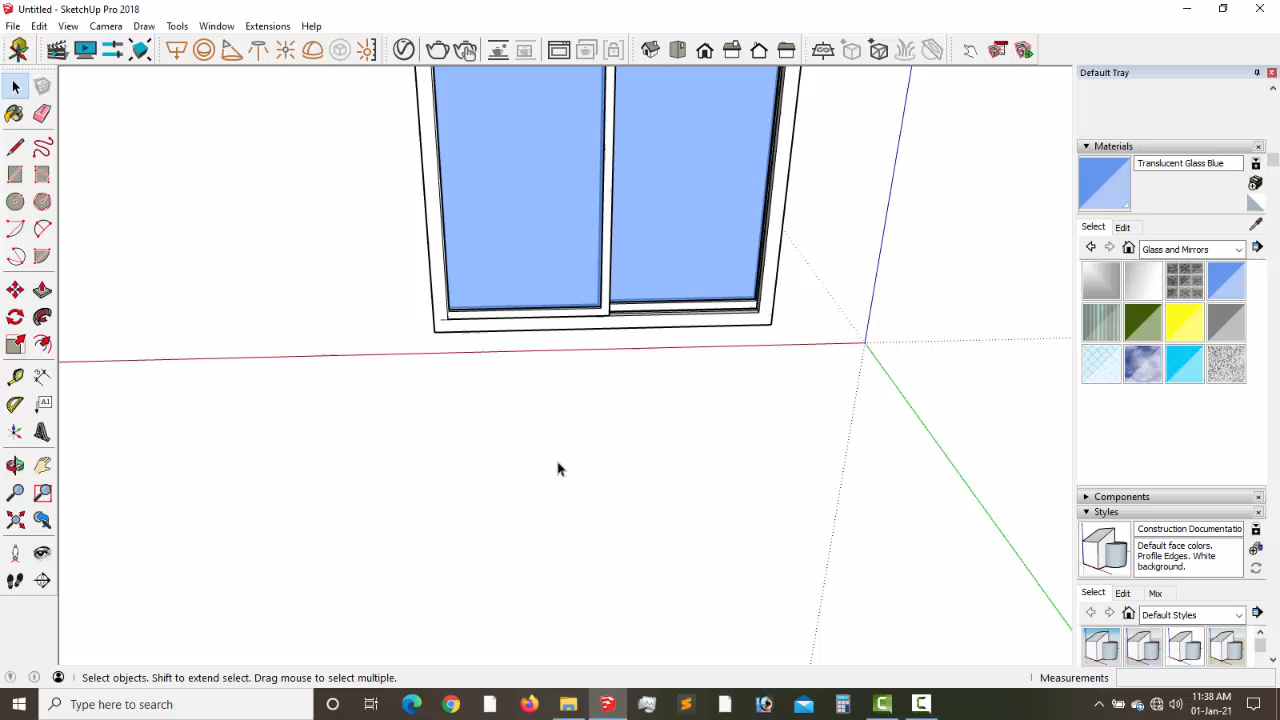 Untitled - SketchUp Pro 2018
File Edit View Camera Draw Tools Window Extensions Help
Default Tray
Materials
Translucent Glass Blue
Select Edit
Glass and Mirrors
A1
Components
Styles
Construction Documentatio
Default face colors.
Profile Edges. White
background.
Select Edit Mix
Default Styles
Select objects. Shift to extend select. Drag mouse to select multiple.
Measurements
Type here to search
11:38 AM
01-Jan-21